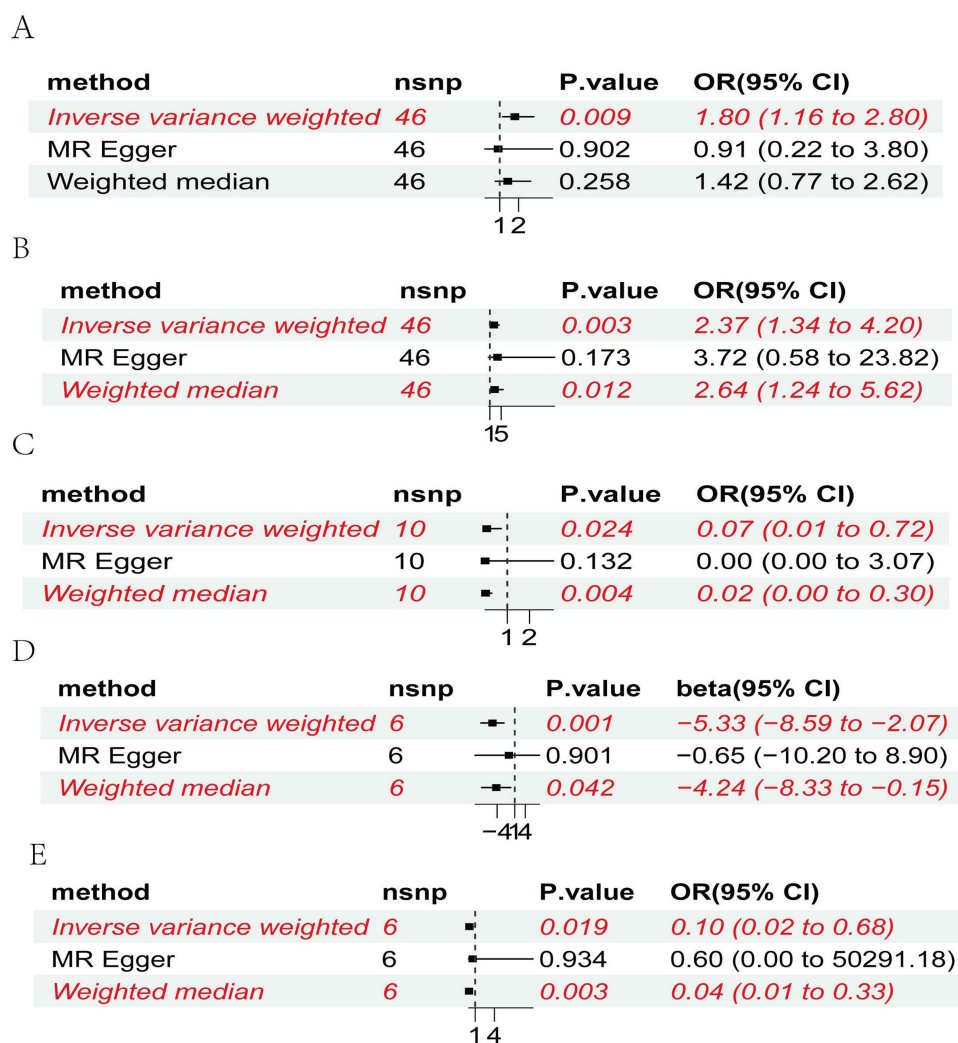 A
method nsnp P.value OR(95% CI)
Inverse variance weighted 46 0.009 1.80 (1.16 to 2.80)
MR Egger 46 0.902 0.91 (0.22 to 3.80)
Weighted median 46 0.258 1.42 (0.77 to 2.62)
1 2
B
method nsnp P.value OR(95% CI)
Inverse variance weighted 46 0.003 2.37 (1.34 to 4.20)
MR Egger 46 0.173 3.72 (0.58 to 23.82)
Weighted median 46 0.012 2.64 (1.24 to 5.62)
1 5
C
method nsnp P.value OR(95% CI)
Inverse variance weighted 10 0.024 0.07 (0.01 to 0.72)
MR Egger 10 0.132 0.00 (0.00 to 3.07)
Weighted median 10 0.004 0.02 (0.00 to 0.30)
1 2
D
method nsnp P.value beta(95% CI)
Inverse variance weighted 6 0.001 −5.33 (−8.59 to −2.07)
MR Egger 6 0.901 −0.65 (−10.20 to 8.90)
Weighted median 6 0.042 −4.24 (−8.33 to −0.15)
−4 1 4
E
method nsnp P.value OR(95% CI)
Inverse variance weighted 6 0.019 0.10 (0.02 to 0.68)
MR Egger 6 0.934 0.60 (0.00 to 50291.18)
Weighted median 6 0.003 0.04 (0.01 to 0.33)
1 4